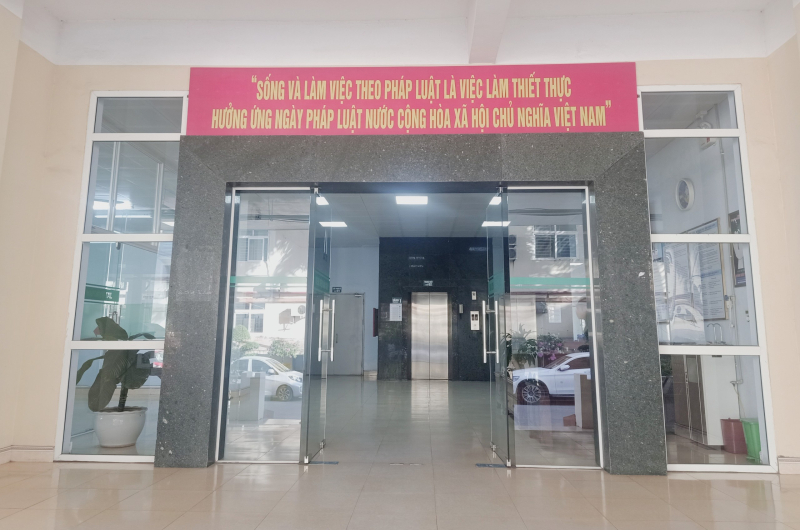 "SỐNG VÀ LÀM VIỆC THEO PHÁP LUẬT LÀ VIỆC LÀM THIẾT THỰC
HƯỞNG ỨNG NGÀY PHÁP LUẬT NƯỚC CỘNG HÒA XÃ HỘI CHỦ NGHĨA VIỆT NAM"